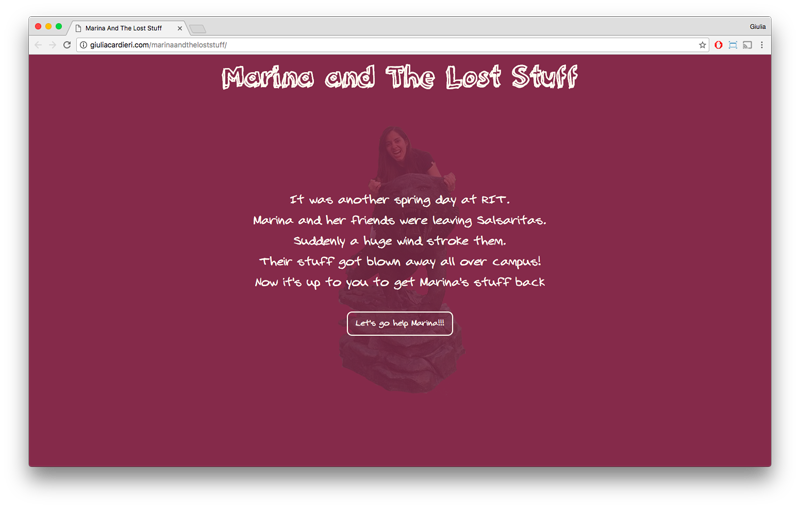 Marina And The Lost Stuff
Giulia
giuliacardieri.com/marinaandtheloststuff/
Marina and The Lost Stuff
It was another spring day at RIT.
Marina and her friends were leaving Salsaritas.
Suddenly a huge wind stroke them.
Their stuff got blown away all over campus!
Now it's up to you to get Marina's stuff back
Let's go help Marina!!!